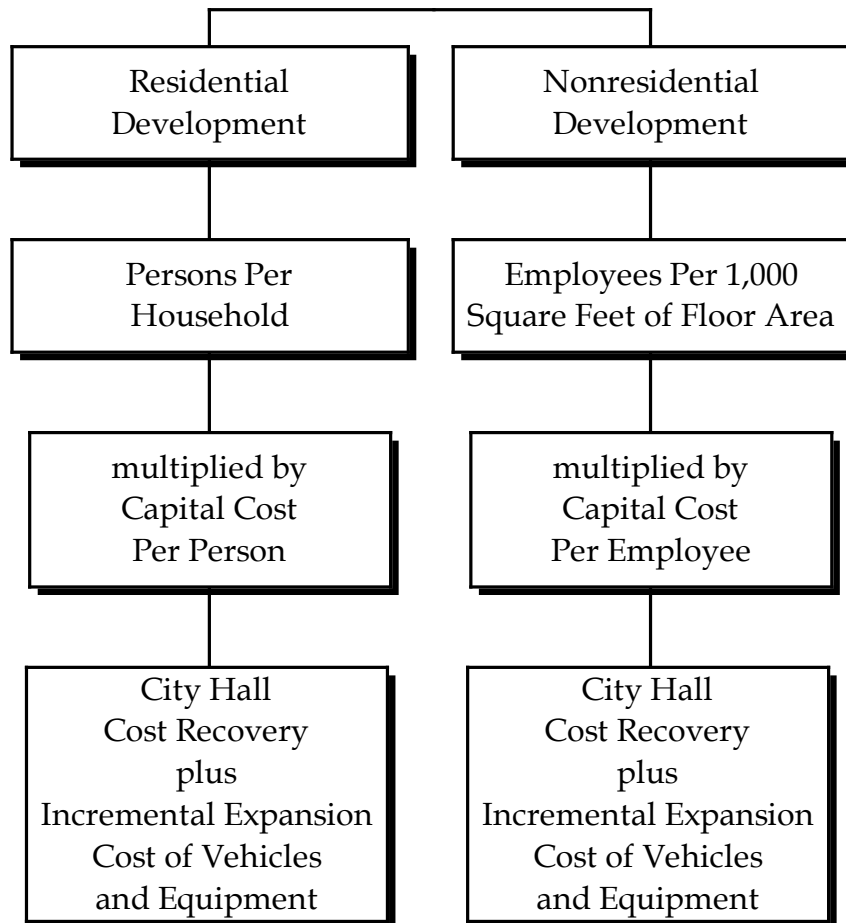 Residential
Development
Nonresidential
Development
Persons Per
Household
Employees Per 1,000
Square Feet of Floor Area
multiplied by
Capital Cost
Per Person
multiplied by
Capital Cost
Per Employee
City Hall
Cost Recovery
plus
Incremental Expansion
Cost of Vehicles
and Equipment
City Hall
Cost Recovery
plus
Incremental Expansion
Cost of Vehicles
and Equipment